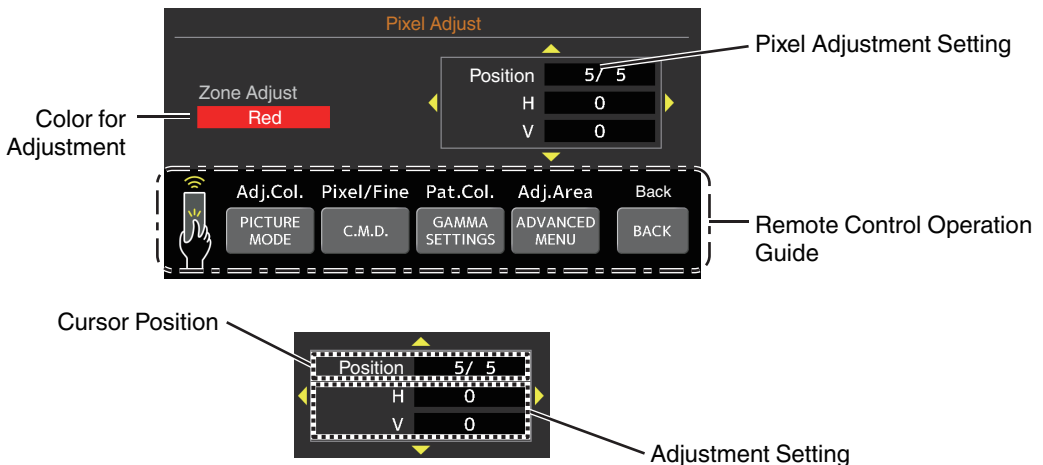 Pixel Adjust
Pixel Adjustment Setting
Position 5/ 5
Zone Adjust
H 0
Red
V 0
Color for
Adjustment
Adj.Col. Pixel/Fine Pat.Col. Adj.Area Back
PICTURE
MODE
C.M.D.
GAMMA
SETTINGS
ADVANCED
MENU
BACK
Remote Control Operation
Guide
Cursor Position
Position 5/ 5
H 0
V 0
Adjustment Setting